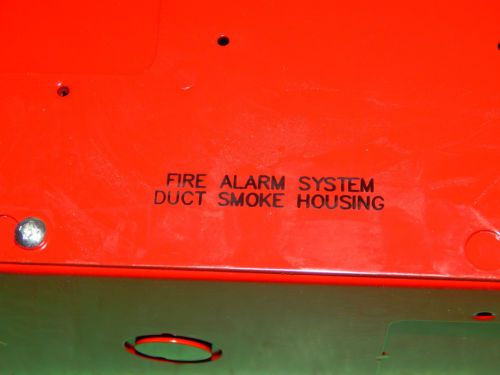 FIRE ALARM SYSTEM
DUCT SMOKE HOUSING